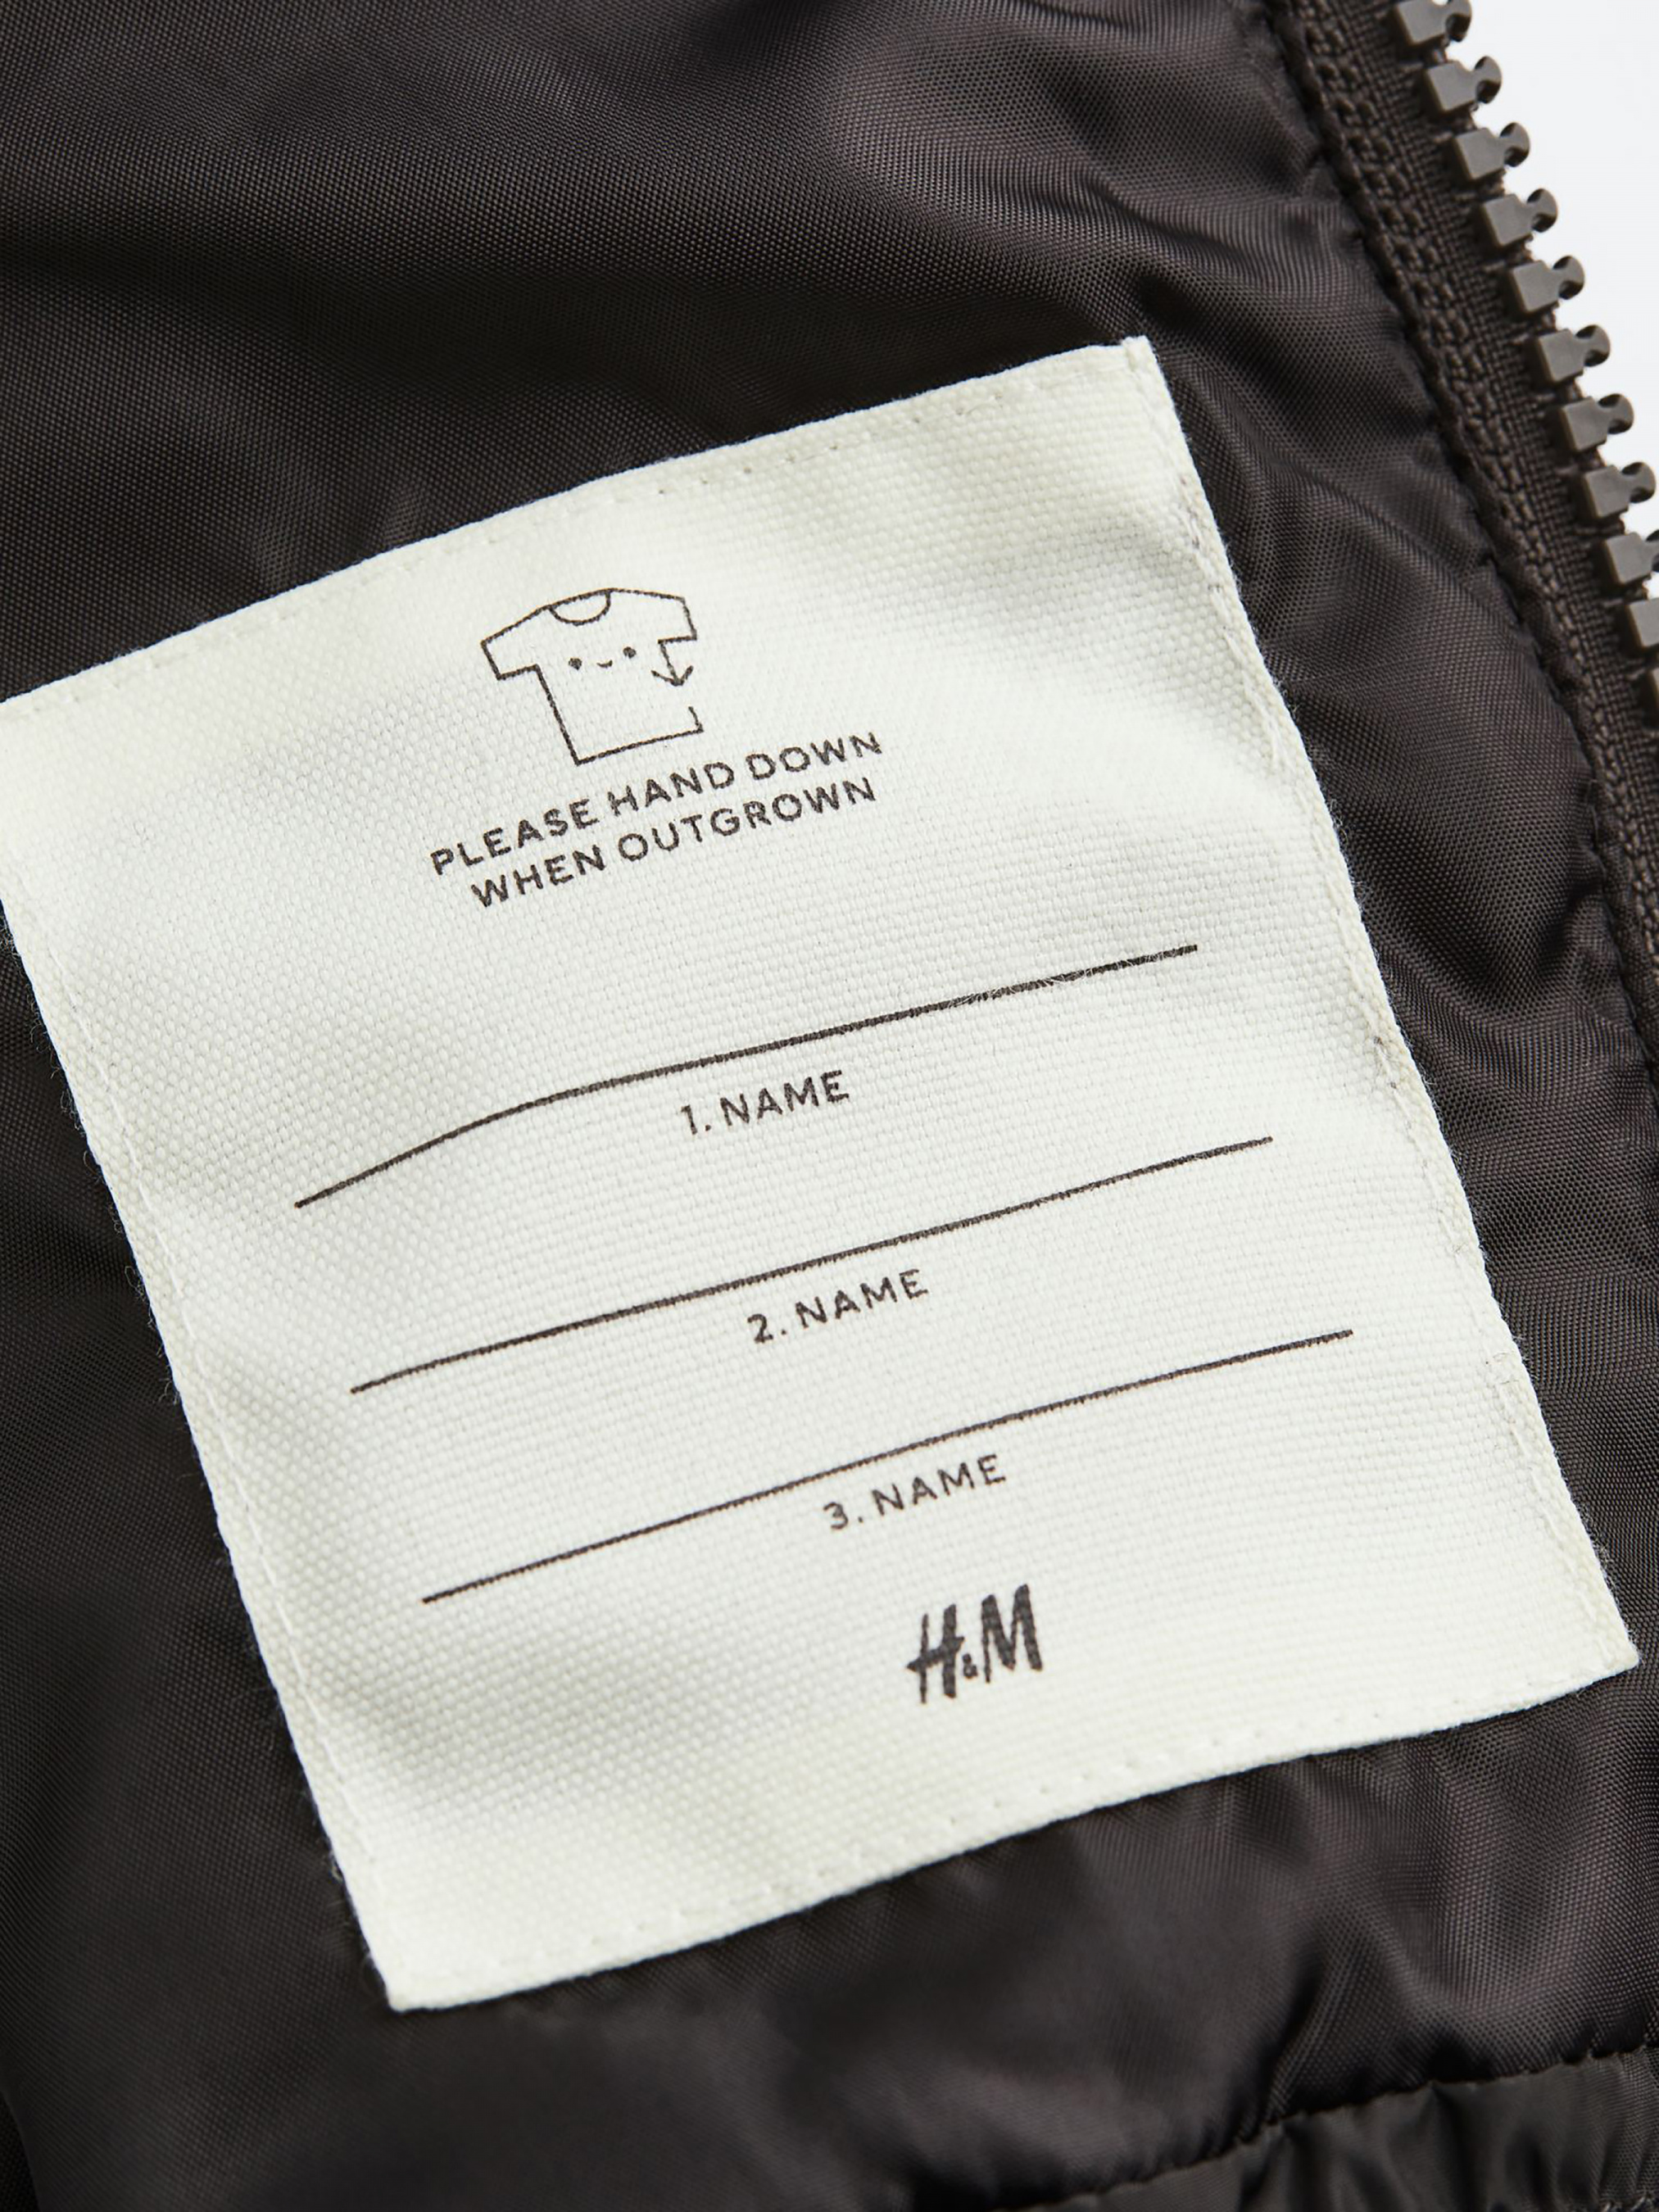 PLEASE HAND DOWN
WHEN OUTGROWN
1. NAME
2. NAME
3. NAME
H&M